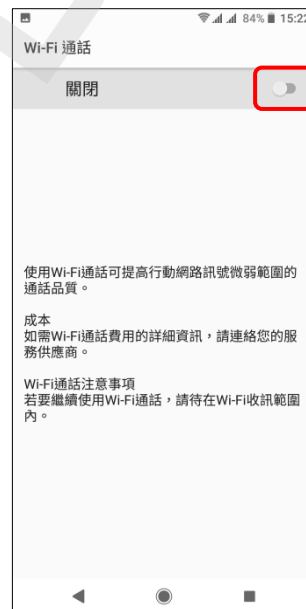 84% 15:22
Wi-Fi 通話
關閉
使用Wi-Fi通話可提高行動網路訊號微弱範圍的
通話品質。
成本
如需Wi-Fi通話費用的詳細資訊，請連絡您的服
務供應商。
Wi-Fi通話注意事項
若要繼續使用Wi-Fi通話，請待在Wi-Fi收訊範圍
內。